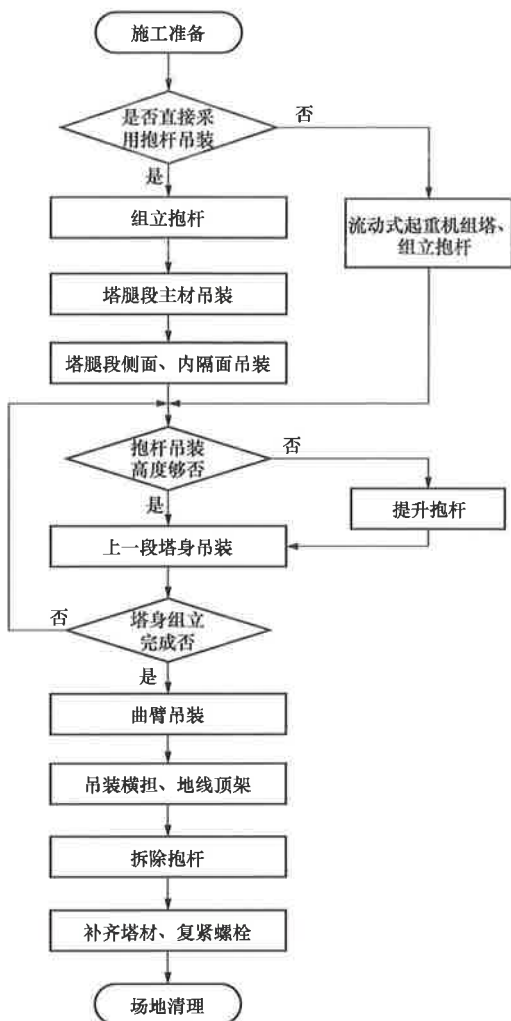 施工准备
是否直接采
用抱杆吊装
否
是
组立抱杆
流动式起重机组塔、
组立抱杆
塔腿段主材吊装
塔腿段侧面、内隔面吊装
抱杆吊装
高度够否
否
是
提升抱杆
上一段塔身吊装
塔身组立
完成否
否
是
曲臂吊装
吊装横担、地线顶架
拆除抱杆
补齐塔材、复紧螺栓
场地清理